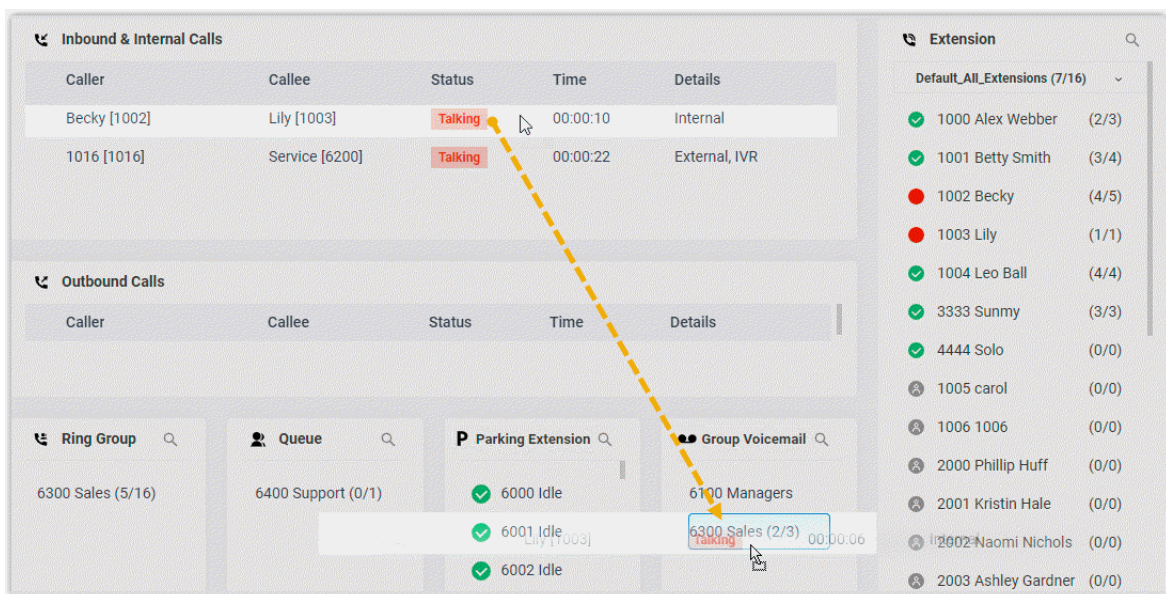 Inbound & Internal Calls
Caller Callee Status Time Details
Becky [1002] Lily [1003] Talking 00:00:10 Internal
1016 [1016] Service [6200] Talking 00:00:22 External, IVR
Outbound Calls
Caller Callee Status Time Details
Ring Group
6300 Sales (5/16)
Queue
6400 Support (0/1)
P Parking Extension
6000 Idle
6001 Idle
6002 Idle
Group Voicemail
6100 Managers
6300 Sales (2/3)
Lily [1003] Talking 00:00:06 Internal
Extension
Default_All_Extensions (7/16)
1000 Alex Webber (2/3)
1001 Betty Smith (3/4)
1002 Becky (4/5)
1003 Lily (1/1)
1004 Leo Ball (4/4)
3333 Sunmy (3/3)
4444 Solo (0/0)
1005 carol (0/0)
1006 1006 (0/0)
2000 Phillip Huff (0/0)
2001 Kristin Hale (0/0)
2002 Naomi Nichols (0/0)
2003 Ashley Gardner (0/0)